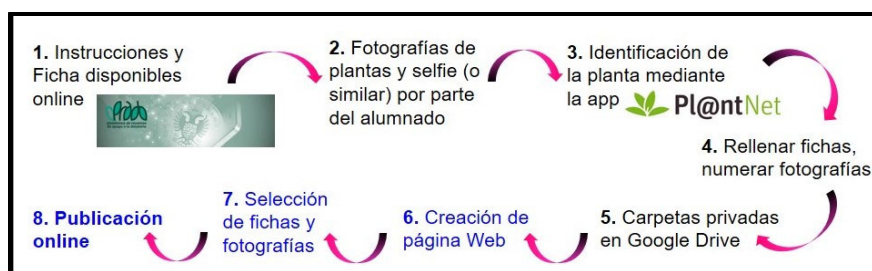 1. Instrucciones y
Ficha disponibles
online
2. Fotografías de
plantas y selfie (o
similar) por parte
del alumnado
3. Identificación de
la planta mediante
la app
Pl@ntNet
4. Rellenar fichas,
numerar fotografías
5. Carpetas privadas
en Google Drive
6. Creación de
página Web
7. Selección
de fichas y
fotografías
8. Publicación
online